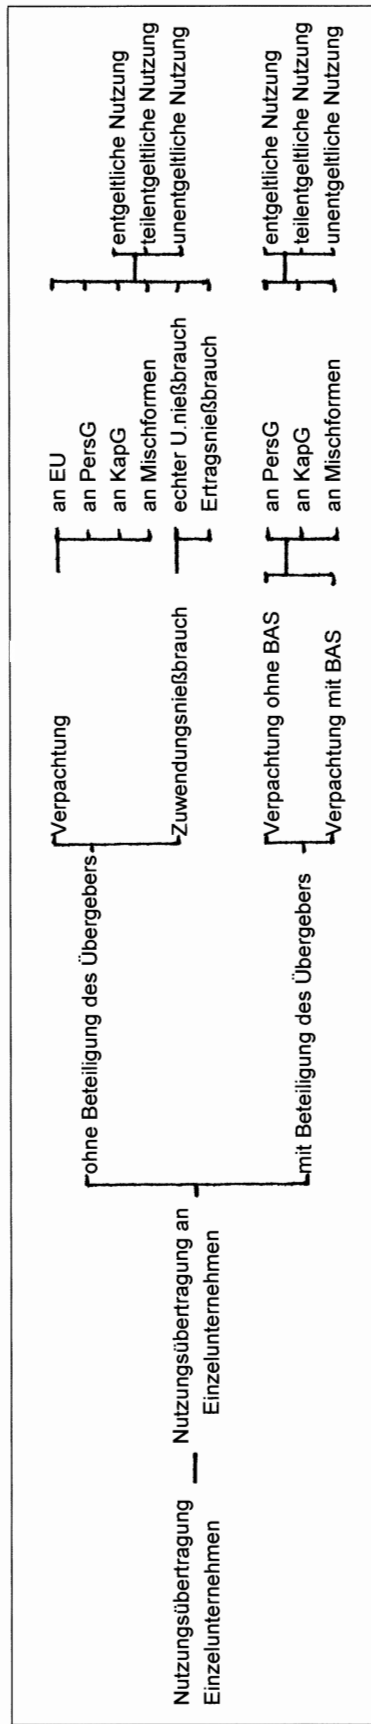 Nutzungsübertragung
Einzelunternehmen
Nutzungsübertragung an
Einzelunternehmen
ohne Beteiligung des Übergebers
Verpachtung
an EU
an PersG
an KapG
an Mischformen
Zuwendungsnießbrauch
echter U.nießbrauch
Ertragsnießbrauch
entgeltliche Nutzung
teilentgeltliche Nutzung
unentgeltliche Nutzung
mit Beteiligung des Übergebers
Verpachtung ohne BAS
Verpachtung mit BAS
an PersG
an KapG
an Mischformen
entgeltliche Nutzung
teilentgeltliche Nutzung
unentgeltliche Nutzung